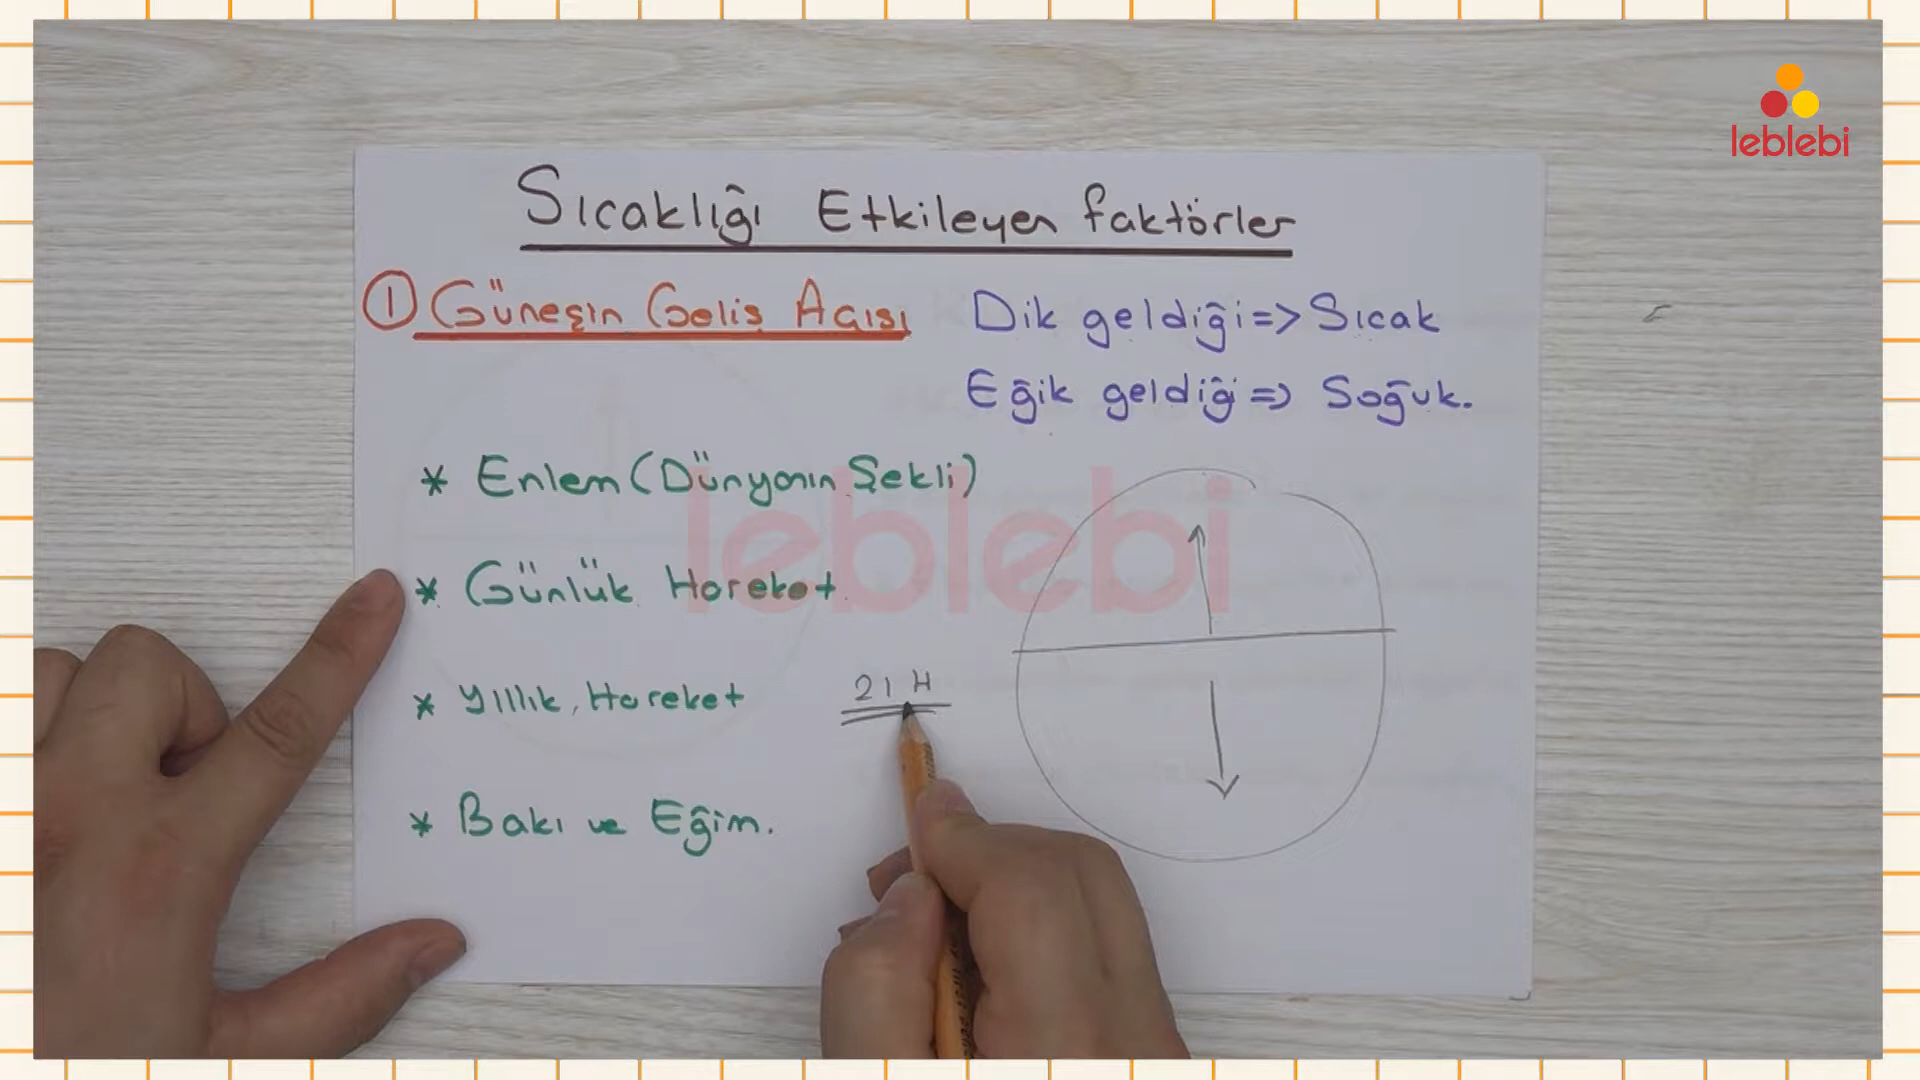 leblebi
Sıcaklığı Etkileyen faktörler
① Güneşin Geliş Açısı
Dik geldiği => Sıcak
Eğik geldiği => Soğuk.
* Enlem (Dünyanın Şekli)
* Günlük Hareket
* Yıllık Hareket
21 H
* Bakı ve Eğim.
leblebi